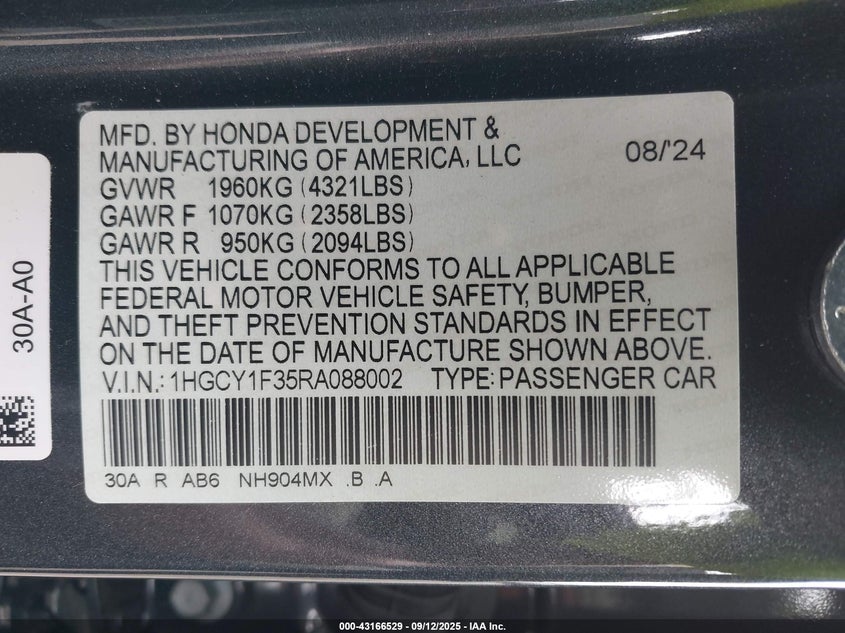 MFD. BY HONDA DEVELOPMENT &
MANUFACTURING OF AMERICA, LLC 08/'24
GVWR 1960KG (4321LBS)
GAWR F 1070KG (2358LBS)
GAWR R 950KG (2094LBS)
THIS VEHICLE CONFORMS TO ALL APPLICABLE
FEDERAL MOTOR VEHICLE SAFETY, BUMPER,
AND THEFT PREVENTION STANDARDS IN EFFECT
ON THE DATE OF MANUFACTURE SHOWN ABOVE.
V.I.N.: 1HGCY1F35RA088002 TYPE: PASSENGER CAR
30A R AB6 NH904MX .B .A
30A-A0
000-43166529 - 09/12/2025 - IAA Inc.